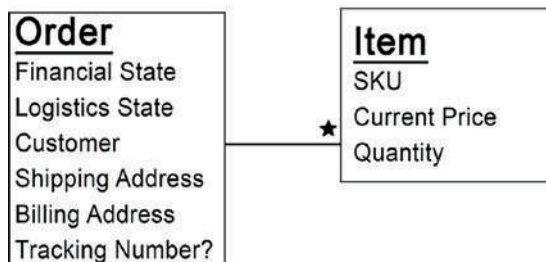 Order
Financial State
Logistics State
Customer
Shipping Address
Billing Address
Tracking Number?
Item
SKU
Current Price
Quantity